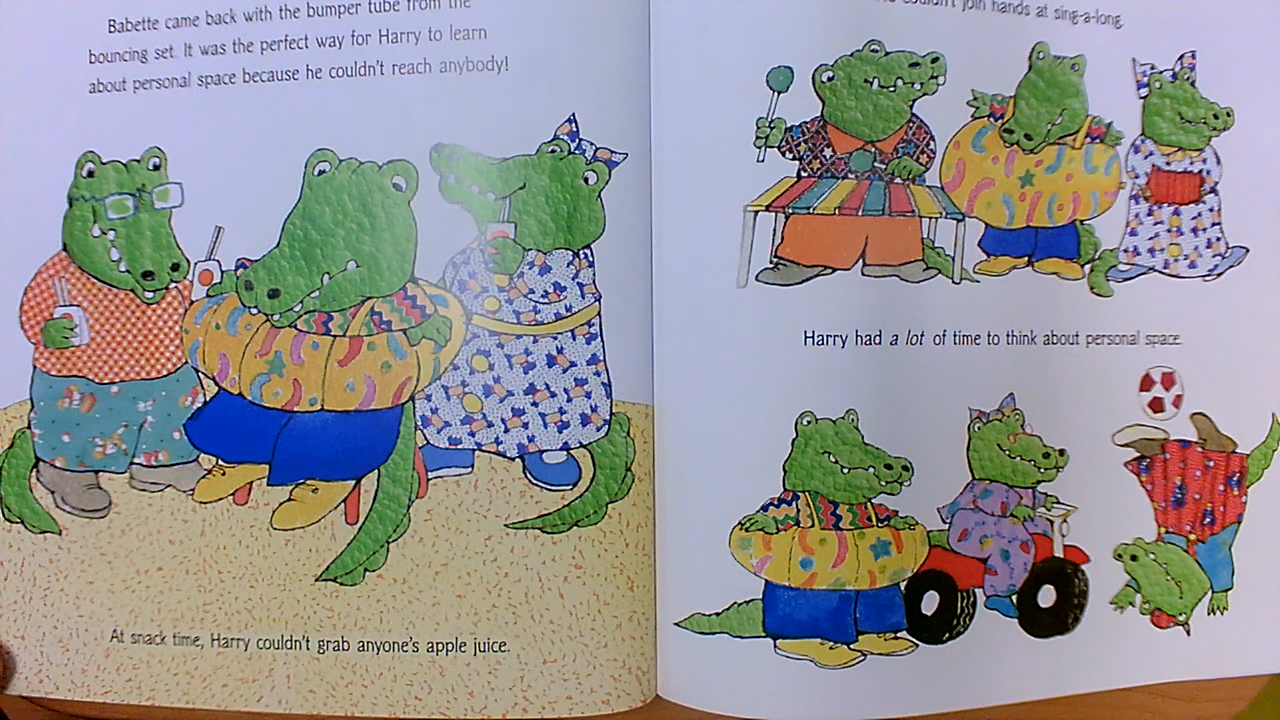 Babette came back with the bumper tube from the
bouncing set. It was the perfect way for Harry to learn
about personal space because he couldn't reach anybody!
At snack time, Harry couldn't grab anyone's apple juice.
couldn't join hands at sing-a-long.
Harry had a lot of time to think about personal space.